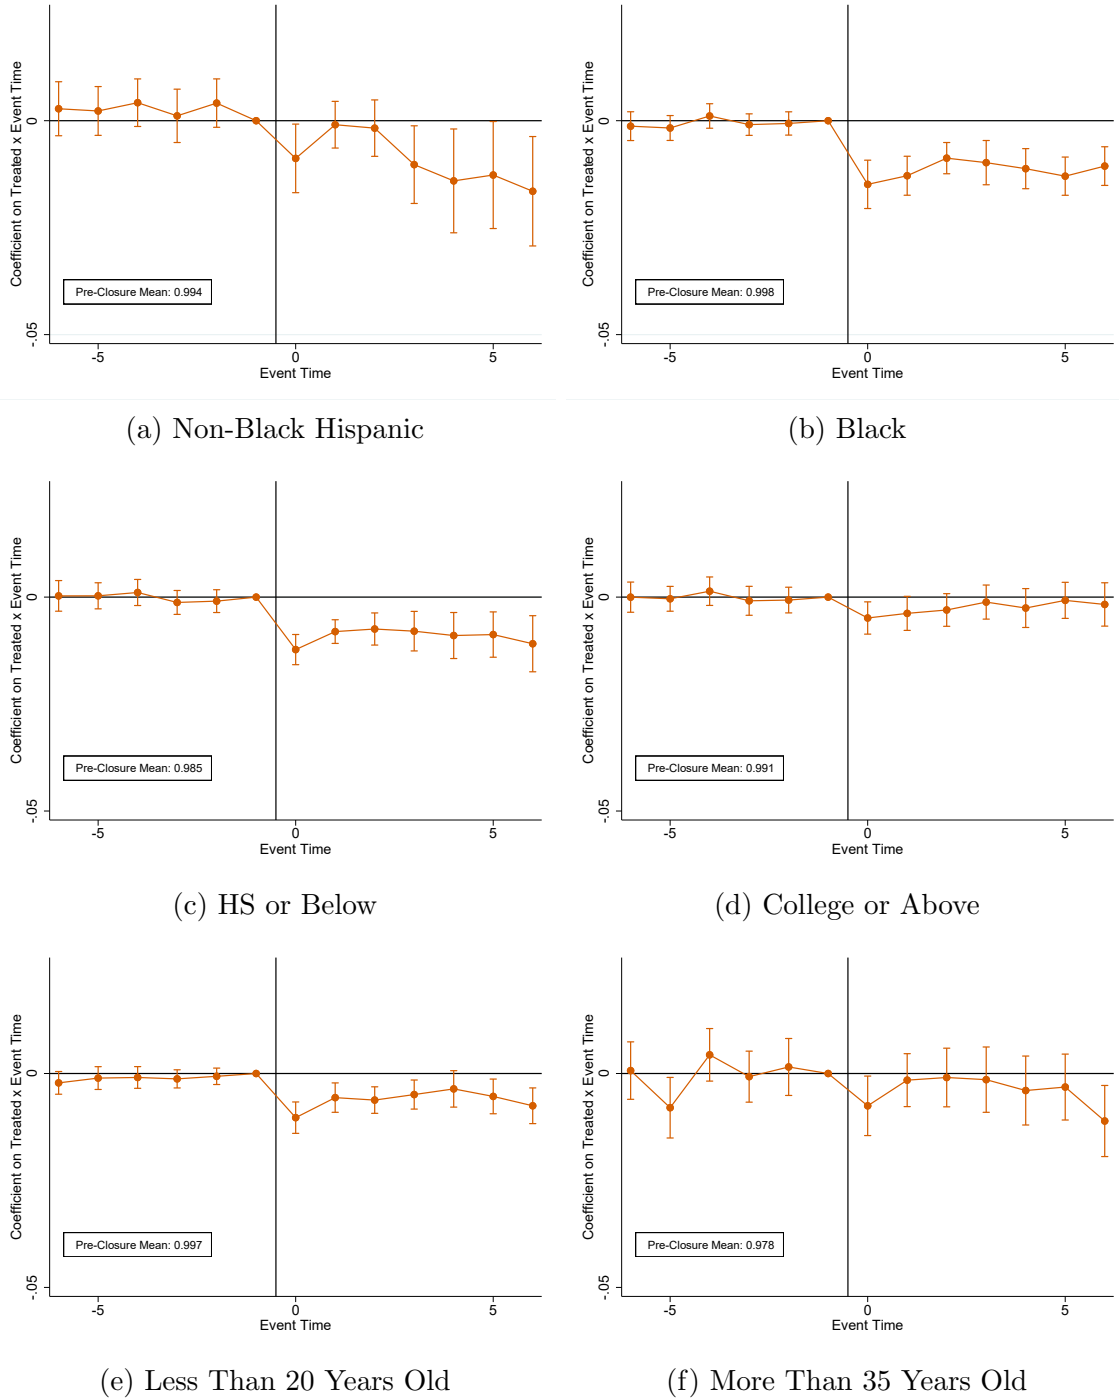 Coefficient on Treated x Event Time
0
-.05
Pre-Closure Mean: 0.994
-5 0 5
Event Time
(a) Non-Black Hispanic
Coefficient on Treated x Event Time
0
-.05
Pre-Closure Mean: 0.998
-5 0 5
Event Time
(b) Black
Coefficient on Treated x Event Time
0
-.05
Pre-Closure Mean: 0.985
-5 0 5
Event Time
(c) HS or Below
Coefficient on Treated x Event Time
0
-.05
Pre-Closure Mean: 0.991
-5 0 5
Event Time
(d) College or Above
Coefficient on Treated x Event Time
0
-.05
Pre-Closure Mean: 0.997
-5 0 5
Event Time
(e) Less Than 20 Years Old
Coefficient on Treated x Event Time
0
-.05
Pre-Closure Mean: 0.978
-5 0 5
Event Time
(f) More Than 35 Years Old